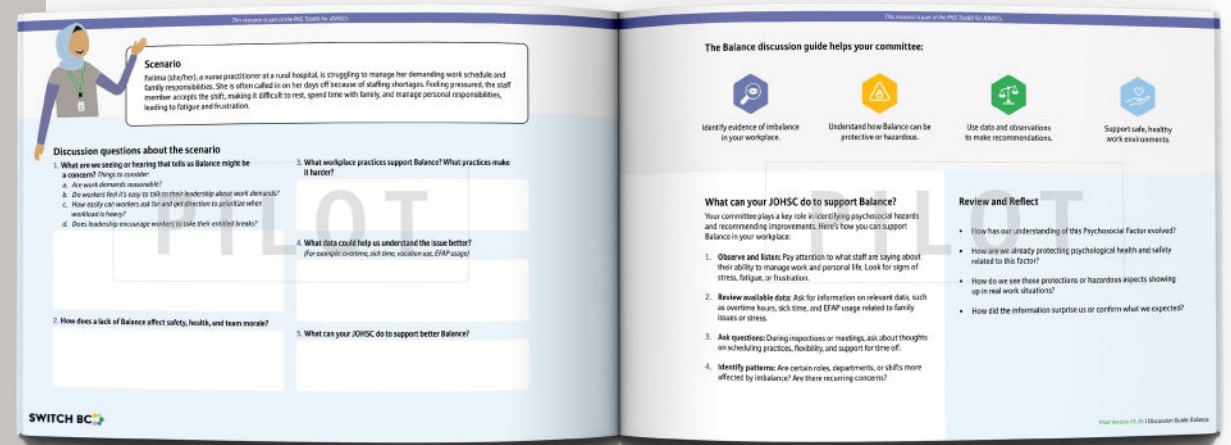 This resource is part of the PHS Toolkit for JOHSCs
Scenario
Fatima (she/her), a nurse practitioner at a rural hospital, is struggling to manage her demanding work schedule and
family responsibilities. She is often called in on her days off because of staffing shortages. Feeling pressured, the staff
member accepts the shift, making it difficult to rest, spend time with family, and manage personal responsibilities,
leading to fatigue and frustration.
Discussion questions about the scenario
1. What are we seeing or hearing that tells us Balance might be
a concern? Things to consider:
a. Are work demands reasonable?
b. Do workers feel it's easy to talk to their leadership about work demands?
c. How easily can workers ask for and get direction to prioritize when
workload is heavy?
d. Does leadership encourage workers to take their entitled breaks?
2. How does a lack of Balance affect safety, health, and team morale?
3. What workplace practices support Balance? What practices make
it harder?
4. What data could help us understand the issue better?
(For example: overtime, sick time, vacation use, EFAP usage)
5. What can your JOHSC do to support better Balance?
PILOT
SWITCH BC
This resource is part of the PHS Toolkit for JOHSCs
The Balance discussion guide helps your committee:
Identify evidence of imbalance
in your workplace.
Understand how Balance can be
protective or hazardous.
Use data and observations
to make recommendations.
Support safe, healthy
work environments.
PILOT
What can your JOHSC do to support Balance?
Your committee plays a key role in identifying psychosocial hazards
and recommending improvements. Here's how you can support
Balance in your workplace:
1. Observe and listen: Pay attention to what staff are saying about
their ability to manage work and personal life. Look for signs of
stress, fatigue, or frustration.
2. Review available data: Ask for information on relevant data, such
as overtime hours, sick time, and EFAP usage related to family
issues or stress.
3. Ask questions: During inspections or meetings, ask about thoughts
on scheduling practices, flexibility, and support for time off.
4. Identify patterns: Are certain roles, departments, or shifts more
affected by imbalance? Are there recurring concerns?
Review and Reflect
• How has our understanding of this Psychosocial Factor evolved?
• How are we already protecting psychological health and safety
related to this factor?
• How do we see those protections or hazardous aspects showing
up in real work situations?
• How did the information surprise us or confirm what we expected?
Pilot Version | Discussion Guide: Balance